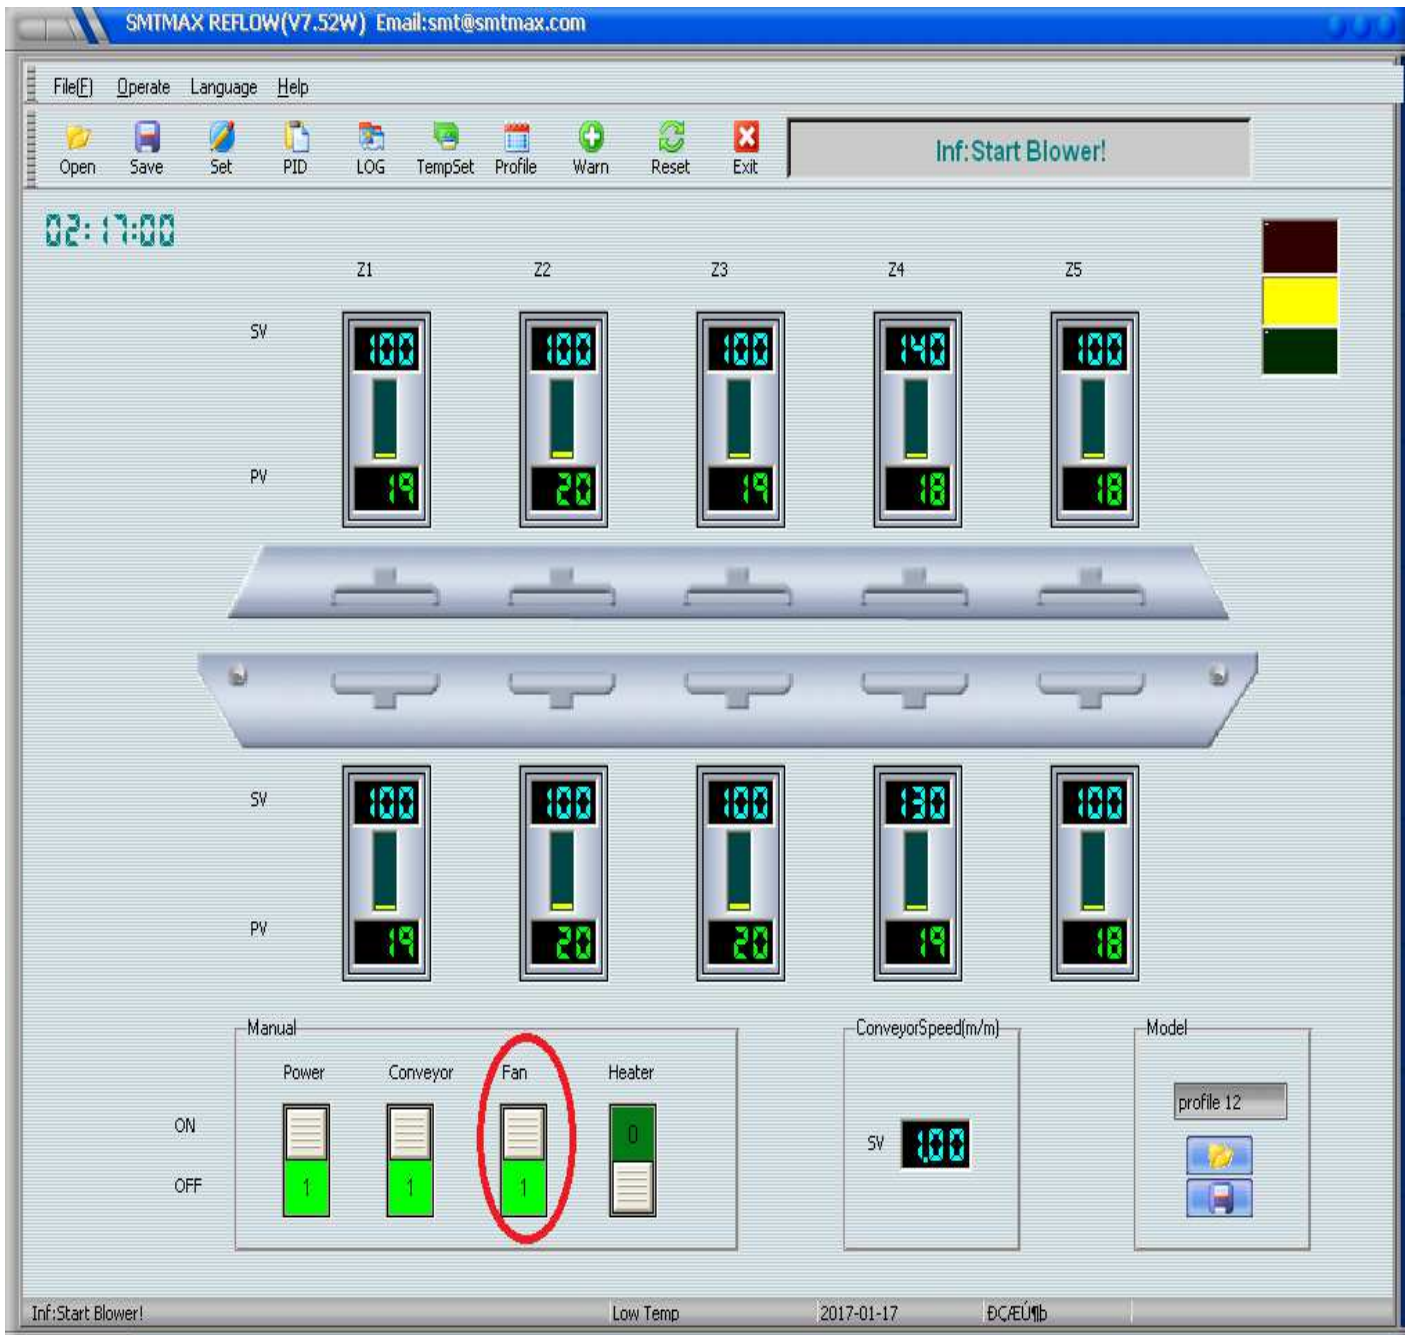 SMTMAX REFLOW(V7.52W) Email:smt@smtmax.com
File(F) Operate Language Help
Open Save Set PID LOG TempSet Profile Warn Reset Exit Inf:Start Blower!
02:17:00
Z1 Z2 Z3 Z4 Z5
SV 100 100 100 140 100
PV 19 20 19 18 18
SV 100 100 100 130 100
PV 19 20 20 19 18
Manual ConveyorSpeed(m/m) Model
Power Conveyor Fan Heater
profile 12
ON 0
SV 1.00
OFF 1 1 1
Inf:Start Blower! Low Temp 2017-01-17 ÐÇÆÚ¶þ